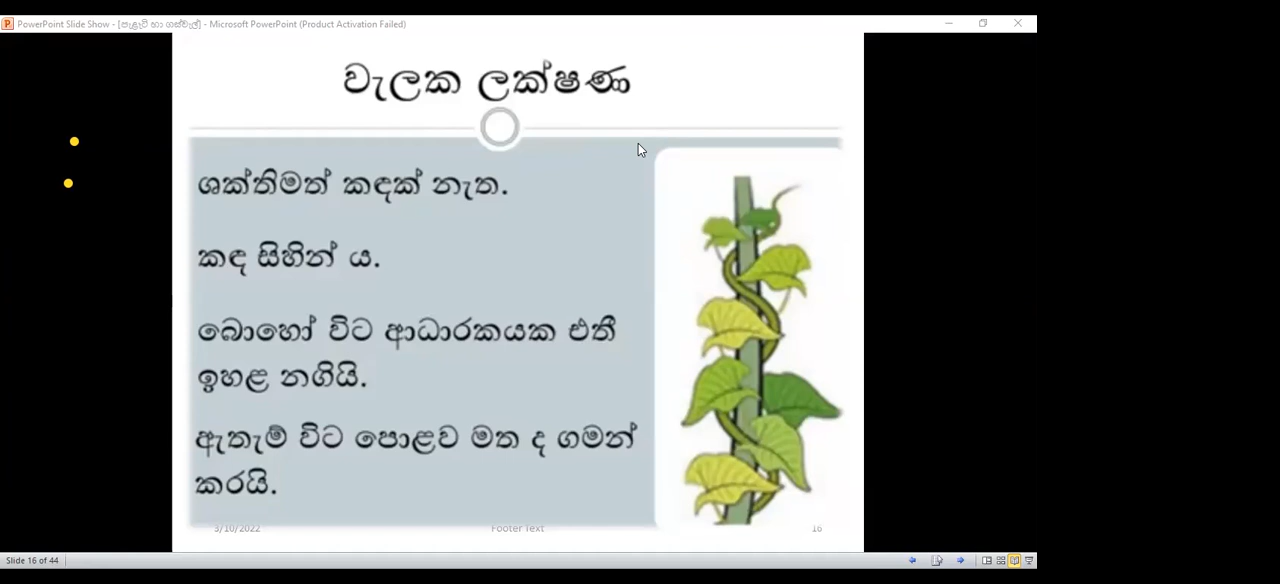 PowerPoint Slide Show - [පැළෑටි හා ගස්වැල්] - Microsoft PowerPoint (Product Activation Failed)
වැලක ලක්ෂණ
ශක්තිමත් කඳක් නැත.
කඳ සිහින් ය.
බොහෝ විට ආධාරකයක එතී
ඉහළ නගියි.
ඇතැම් විට පොළව මත ද ගමන්
කරයි.
3/10/2022
Footer Text
16
Slide 16 of 44